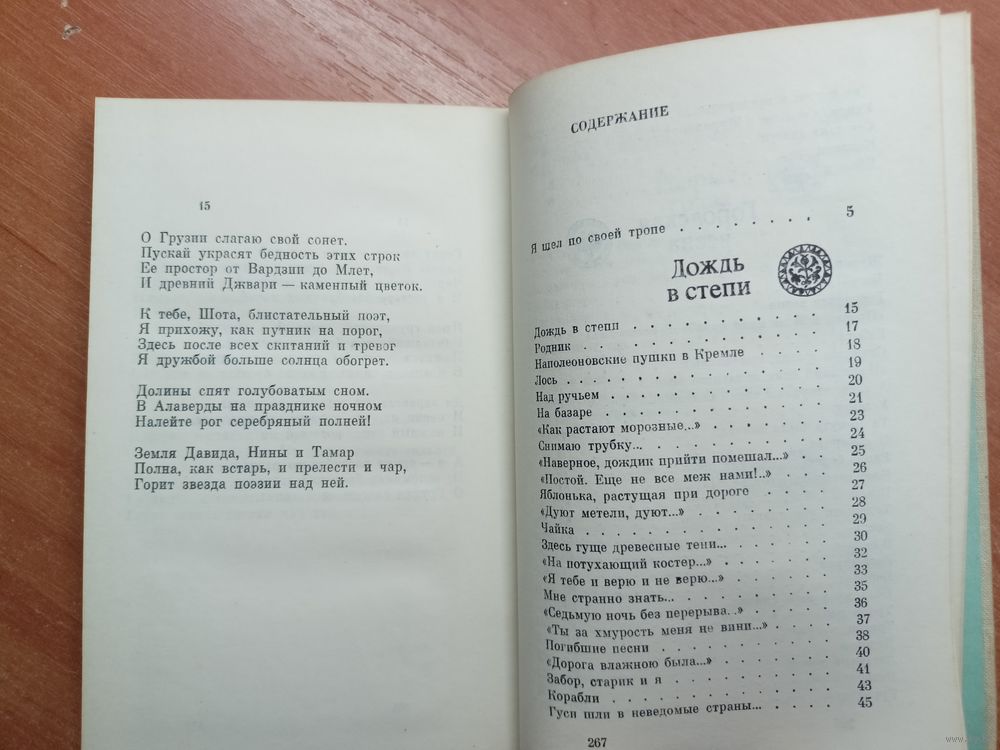 15
О Грузии слагаю свой сонет.
Пускай украсят бедность этих строк
Ее простор от Вардзии до Млет,
И древний Джвари — каменный цветок.
К тебе, Шота, блистательный поэт,
Я прихожу, как путник на порог,
Здесь после всех скитаний и тревог
Я дружбой больше солнца обогрет.
Долины спят голубоватым сном.
В Алаверды на празднике ночном
Налейте рог серебряный полней!
Земля Давида, Нины и Тамар
Полна, как встарь, и прелести и чар,
Горит звезда поэзии над ней.
СОДЕРЖАНИЕ
Я шел по своей тропе . . . . . . . 5
Дождь
в степи
Дождь в степи . . . . . . . . . 15
Родник . . . . . . . . . . . 17
Наполеоновские пушки в Кремле . . . . 18
Лось . . . . . . . . . . . . 19
Над ручьем . . . . . . . . . . 20
На базаре . . . . . . . . . . 21
«Как растают морозные...» . . . . . 23
Снимаю трубку... . . . . . . . . 24
«Наверное, дождик прийти помешал...» . . 25
«Постой. Еще не все меж нами!..» . . . 26
Яблонька, растущая при дороге . . . . 27
«Дуют метели, дуют...» . . . . . . 28
Чайка . . . . . . . . . . . 29
Здесь гуще древесные тени... . . . . . 30
«На потухающий костер...» . . . . . 32
«Я тебе и верю и не верю...» . . . . . 33
Мне странно знать... . . . . . . . 35
«Седьмую ночь без перерыва...» . . . . 36
«Ты за хмурость меня не вини...» . . . 37
Погибшие песни . . . . . . . . 38
«Дорога влажною была...» . . . . . 40
Забор, старик и я . . . . . . . . 41
Корабли . . . . . . . . . . 43
Гуси шли в неведомые страны... . . . . 45
267